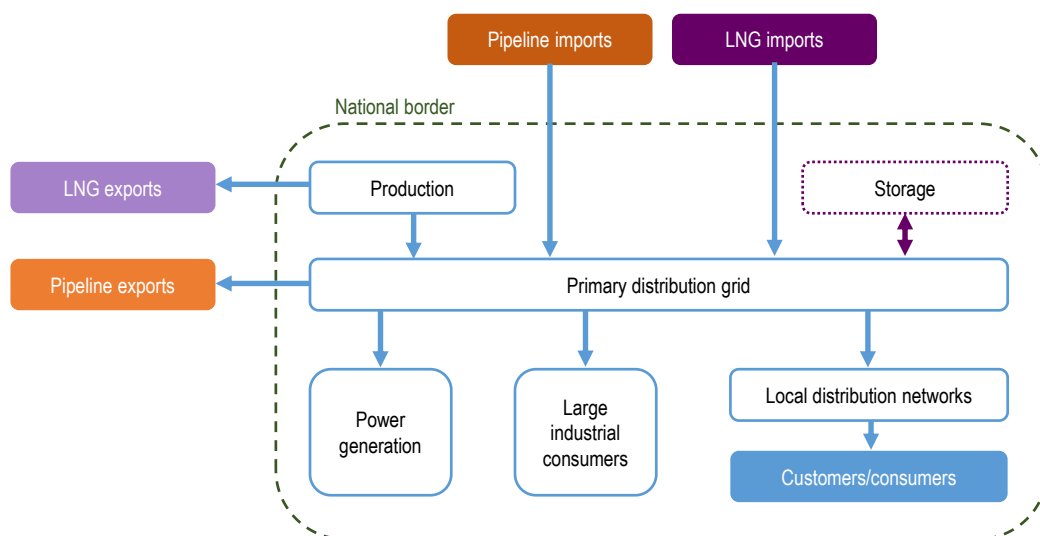 Pipeline imports
LNG imports
National border
LNG exports
Production
Storage
Pipeline exports
Primary distribution grid
Power
generation
Large
industrial
consumers
Local distribution networks
Customers/consumers